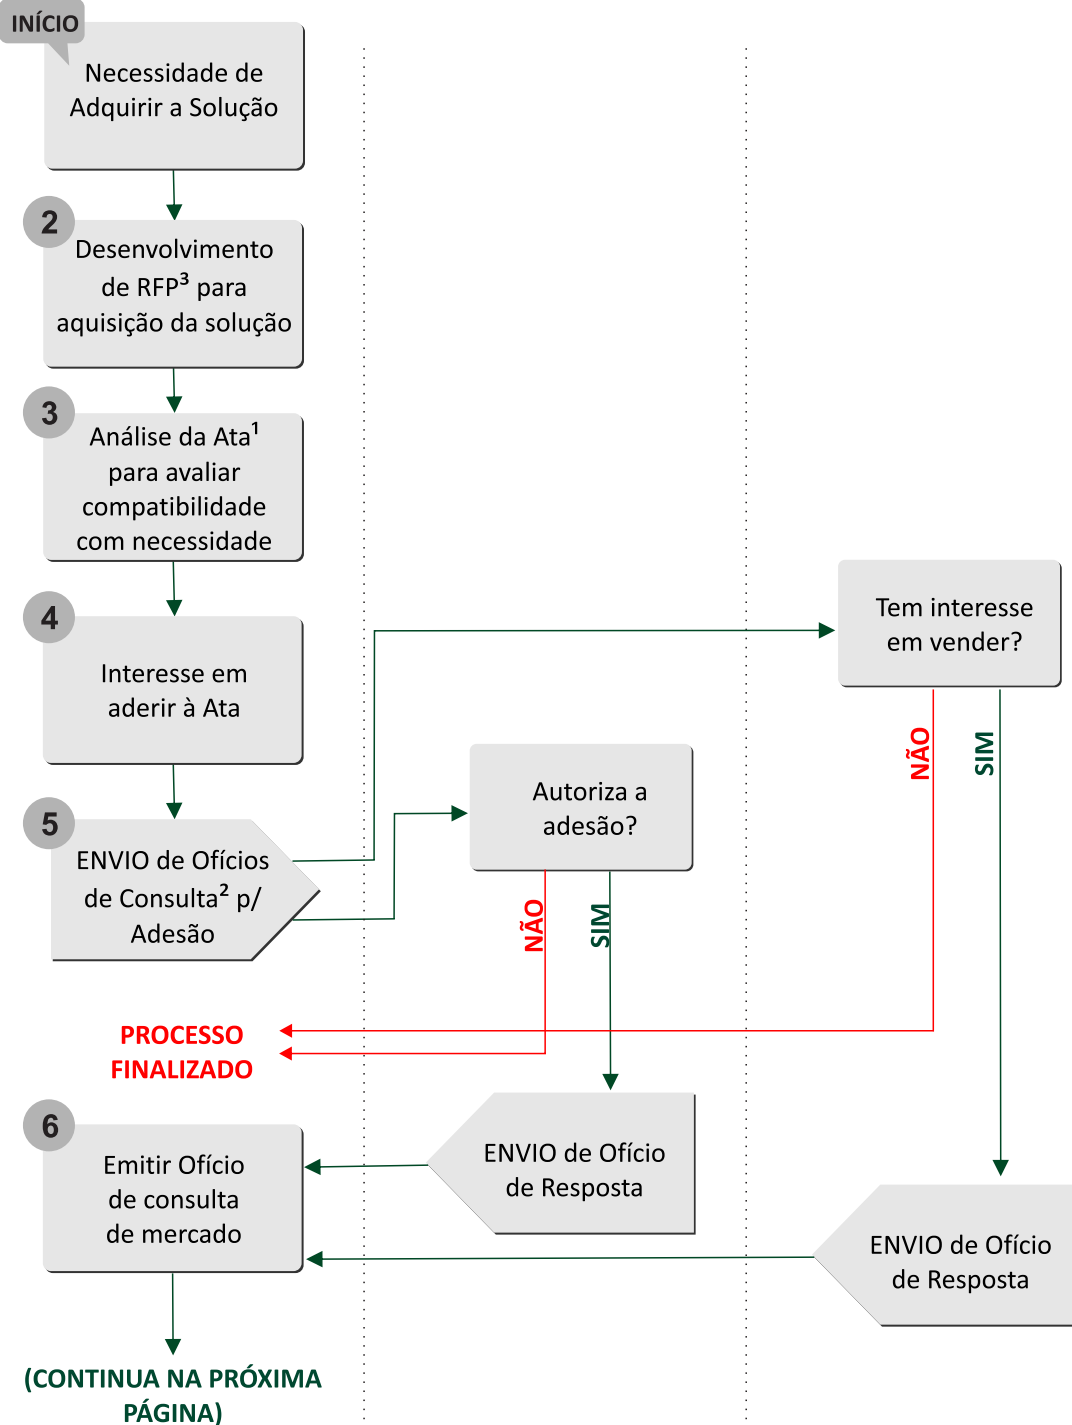 INÍCIO
Necessidade de
Adquirir a Solução
2
Desenvolvimento
de RFP³ para
aquisição da solução
3
Análise da Ata¹
para avaliar
compatibilidade
com necessidade
4
Interesse em
aderir à Ata
Tem interesse
em vender?
NÃO
SIM
5
ENVIO de Ofícios
de Consulta² p/
Adesão
Autoriza a
adesão?
NÃO
SIM
PROCESSO
FINALIZADO
6
Emitir Ofício
de consulta
de mercado
ENVIO de Ofício
de Resposta
ENVIO de Ofício
de Resposta
(CONTINUA NA PRÓXIMA
PÁGINA)